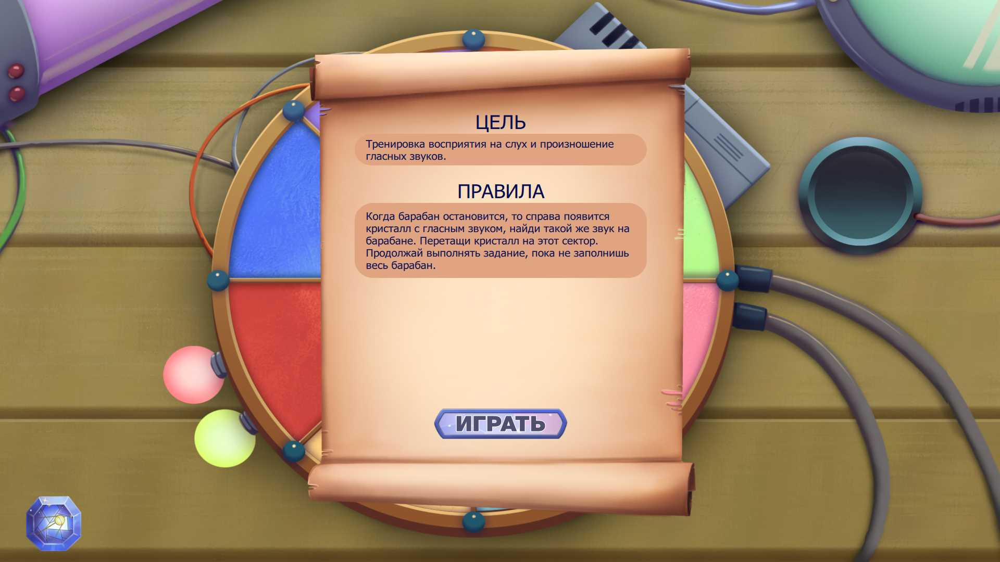 ЦЕЛЬ
Тренировка восприятия на слух и произношение
гласных звуков.
ПРАВИЛА
Когда барабан остановится, то справа появится
кристалл с гласным звуком, найди такой же звук на
барабане. Перетащи кристалл на этот сектор.
Продолжай выполнять задание, пока не заполнишь
весь барабан.
ИГРАТЬ